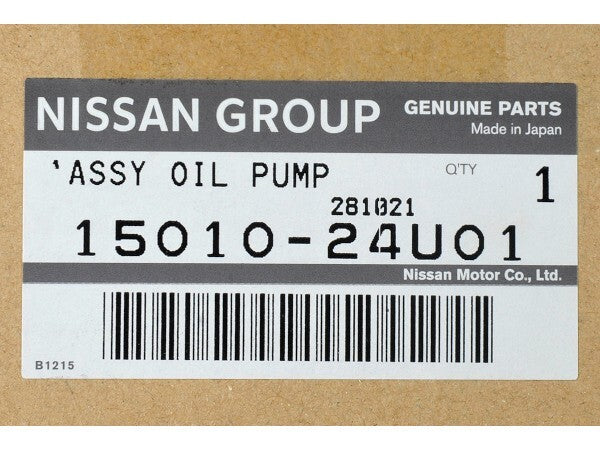 NISSAN GROUP
GENUINE PARTS
Made in Japan
'ASSY OIL PUMP
Q'TY
1
281021
15010-24U01
Nissan Motor Co., Ltd.
B1215